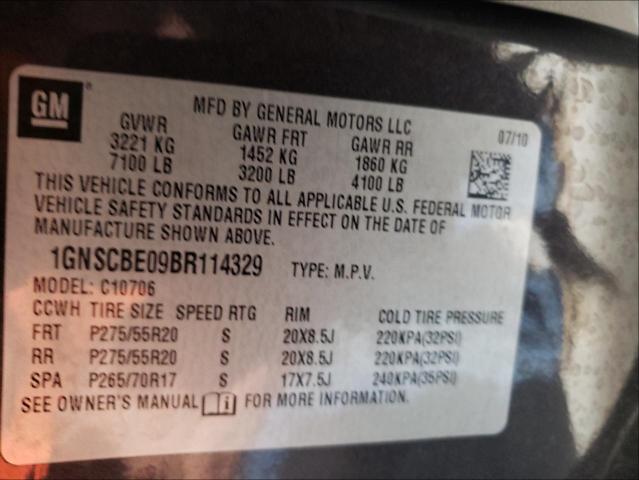 GM ®
MFD BY GENERAL MOTORS LLC
07/10
GVWR GAWR FRT GAWR RR
3221 KG 1452 KG 1860 KG
7100 LB 3200 LB 4100 LB
THIS VEHICLE CONFORMS TO ALL APPLICABLE U.S. FEDERAL MOTOR
VEHICLE SAFETY STANDARDS IN EFFECT ON THE DATE OF
MANUFACTURE SHOWN ABOVE.
1GNSCBE09BR114329 TYPE: M.P.V.
MODEL: C10706
CCWH TIRE SIZE SPEED RTG RIM COLD TIRE PRESSURE
FRT P275/55R20 S 20X8.5J 220KPA(32PSI)
RR P275/55R20 S 20X8.5J 220KPA(32PSI)
SPA P265/70R17 S 17X7.5J 240KPA(35PSI)
SEE OWNER'S MANUAL i FOR MORE INFORMATION.